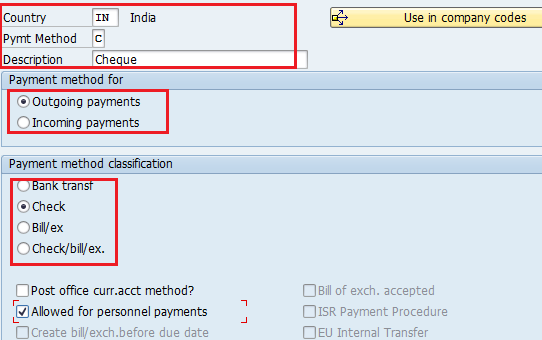 Country IN India Use in company codes
Pymt Method C
Description Cheque
Payment method for
Outgoing payments
Incoming payments
Payment method classification
Bank transf
Check
Bill/ex
Check/bill/ex.
Post office curr.acct method? Bill of exch. accepted
Allowed for personnel payments ISR Payment Procedure
Create bill/exch.before due date EU Internal Transfer